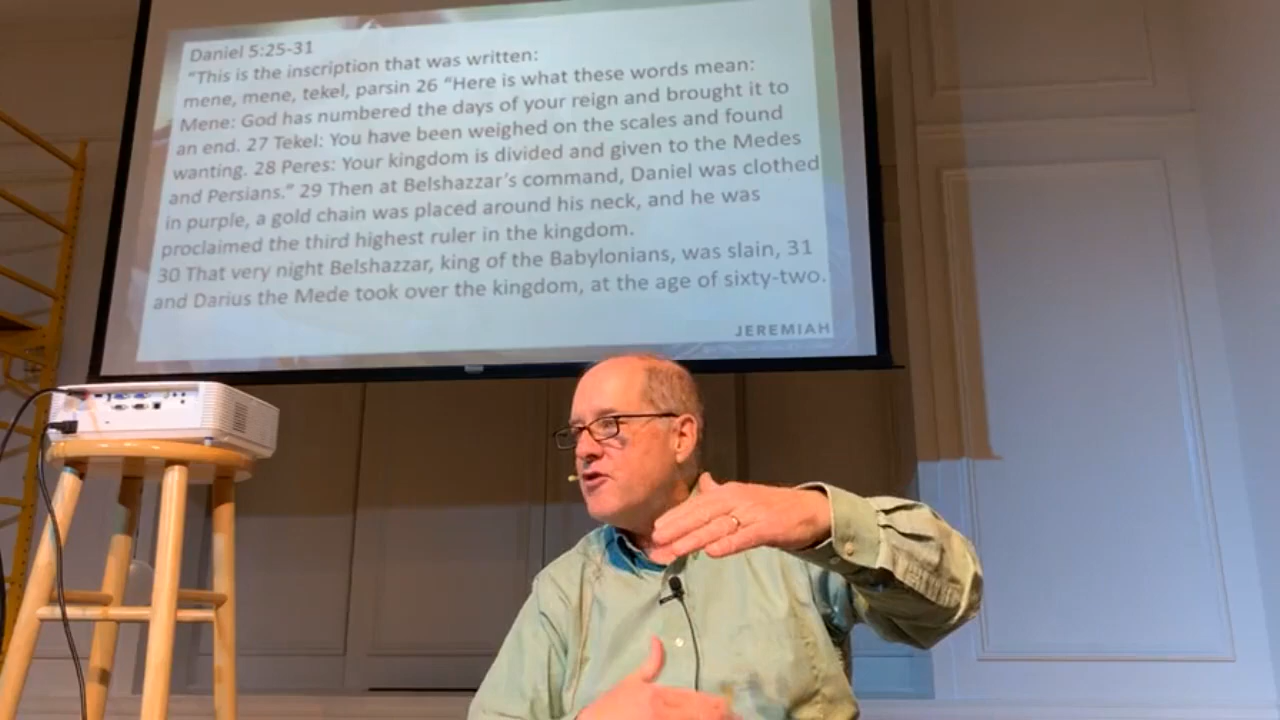 Daniel 5:25-31
“This is the inscription that was written:
mene, mene, tekel, parsin 26 “Here is what these words mean:
Mene: God has numbered the days of your reign and brought it to
an end. 27 Tekel: You have been weighed on the scales and found
wanting. 28 Peres: Your kingdom is divided and given to the Medes
and Persians.” 29 Then at Belshazzar’s command, Daniel was clothed
in purple, a gold chain was placed around his neck, and he was
proclaimed the third highest ruler in the kingdom.
30 That very night Belshazzar, king of the Babylonians, was slain, 31
and Darius the Mede took over the kingdom, at the age of sixty-two.
JEREMIAH